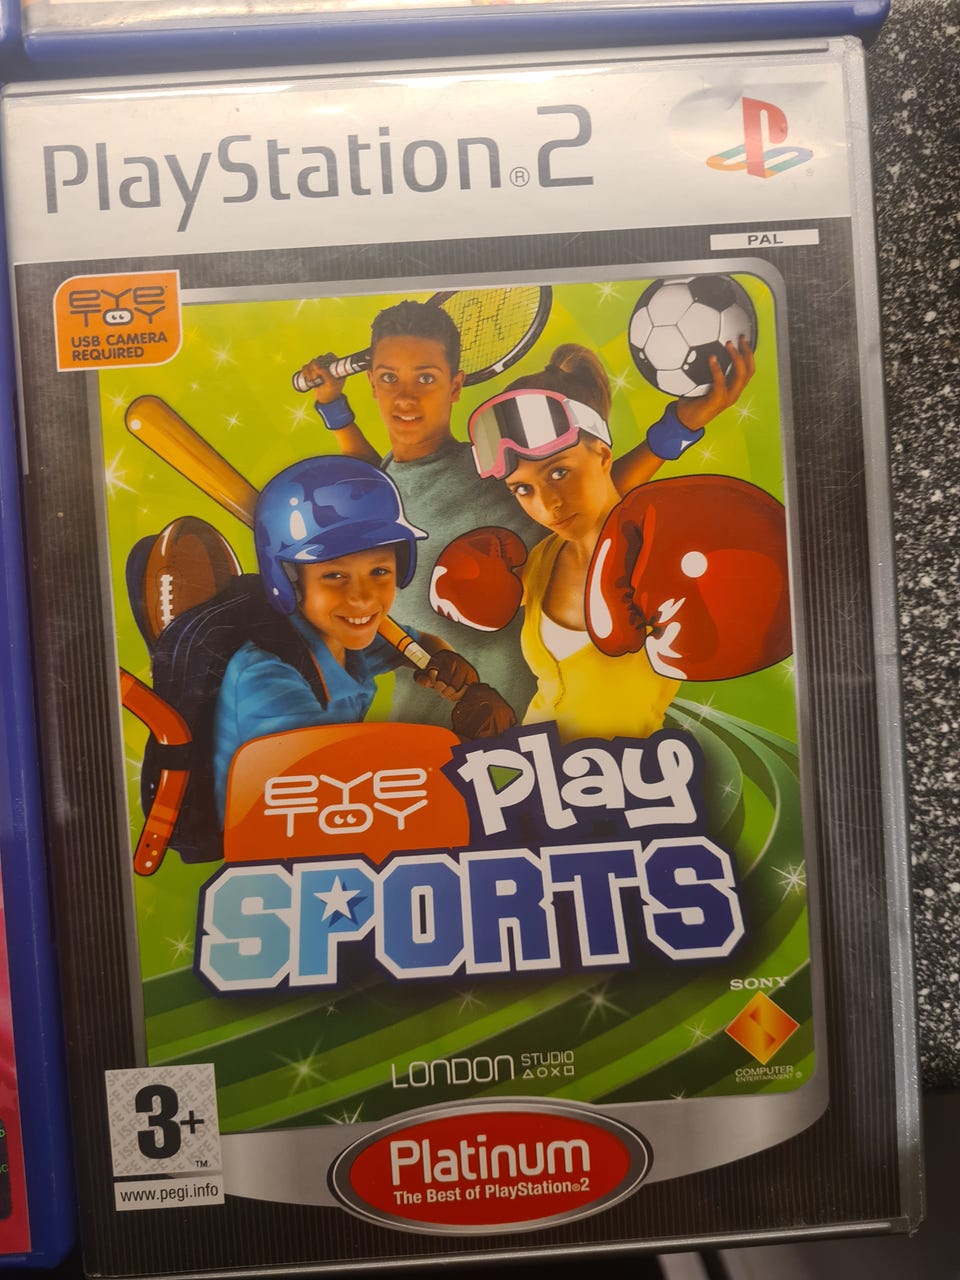 PlayStation®2
PAL
EYE TOY
USB CAMERA
REQUIRED
EYE TOY Play
SPORTS
SONY
COMPUTER
ENTERTAINMENT®
LONDON STUDIO
3+
TM
www.pegi.info
Platinum
The Best of PlayStation®2